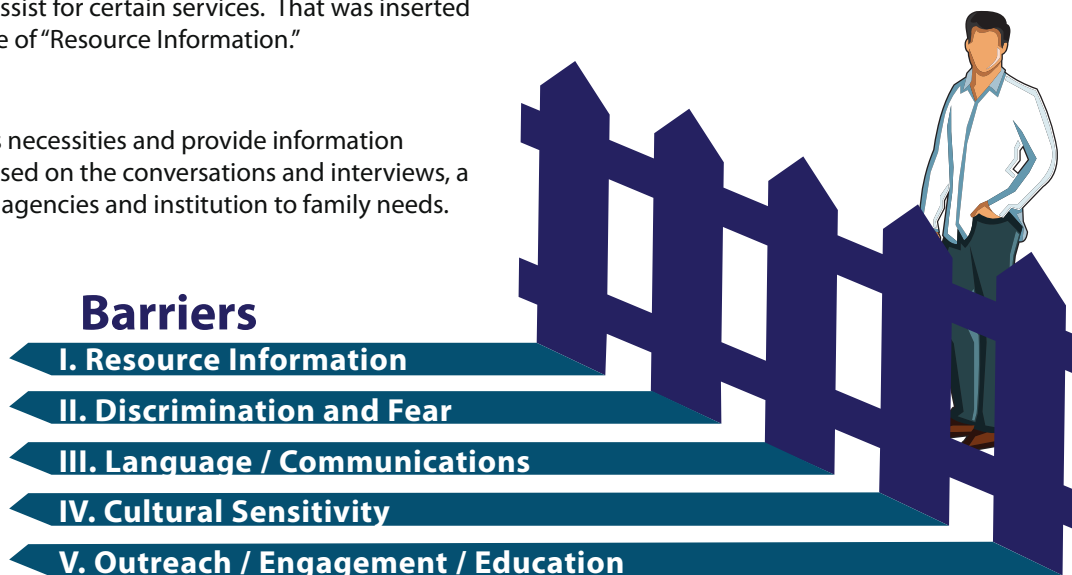 ssist for certain services. That was inserted
e of “Resource Information.”
s necessities and provide information
sed on the conversations and interviews, a
agencies and institution to family needs.
Barriers
I. Resource Information
II. Discrimination and Fear
III. Language / Communications
IV. Cultural Sensitivity
V. Outreach / Engagement / Education